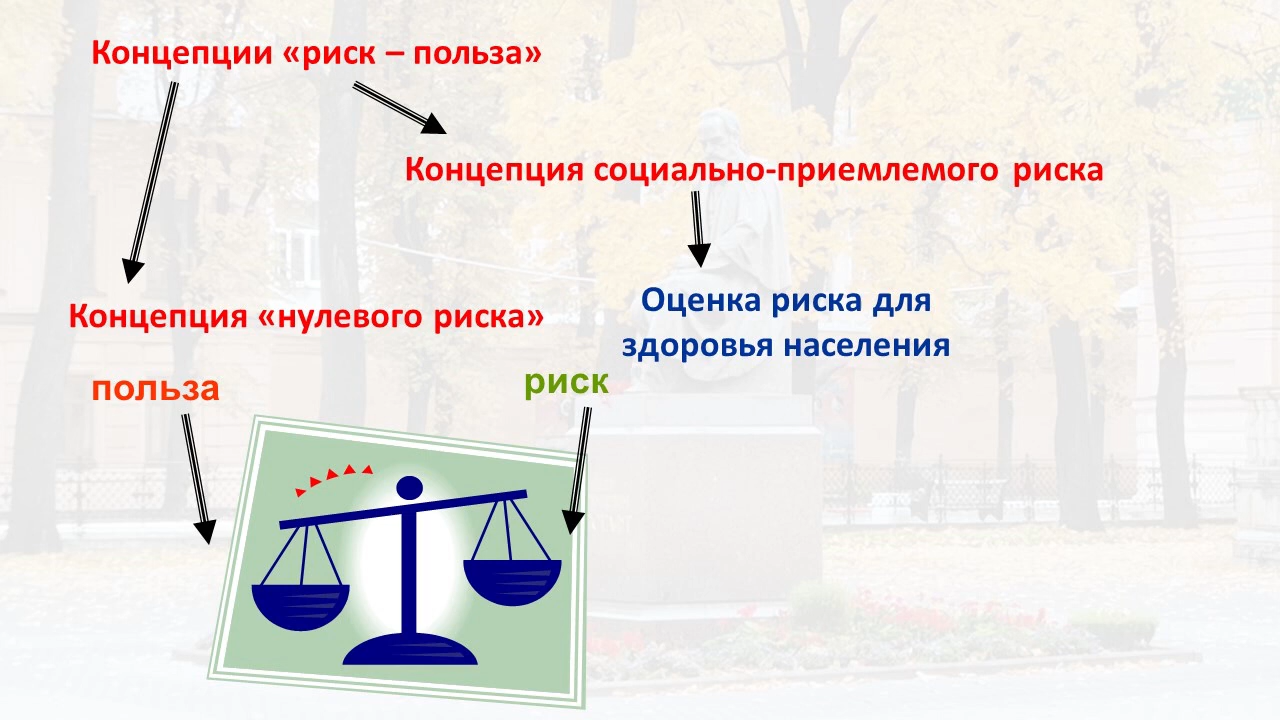 Концепции «риск – польза»
Концепция социально-приемлемого риска
Концепция «нулевого риска»
Оценка риска для
здоровья населения
польза
риск